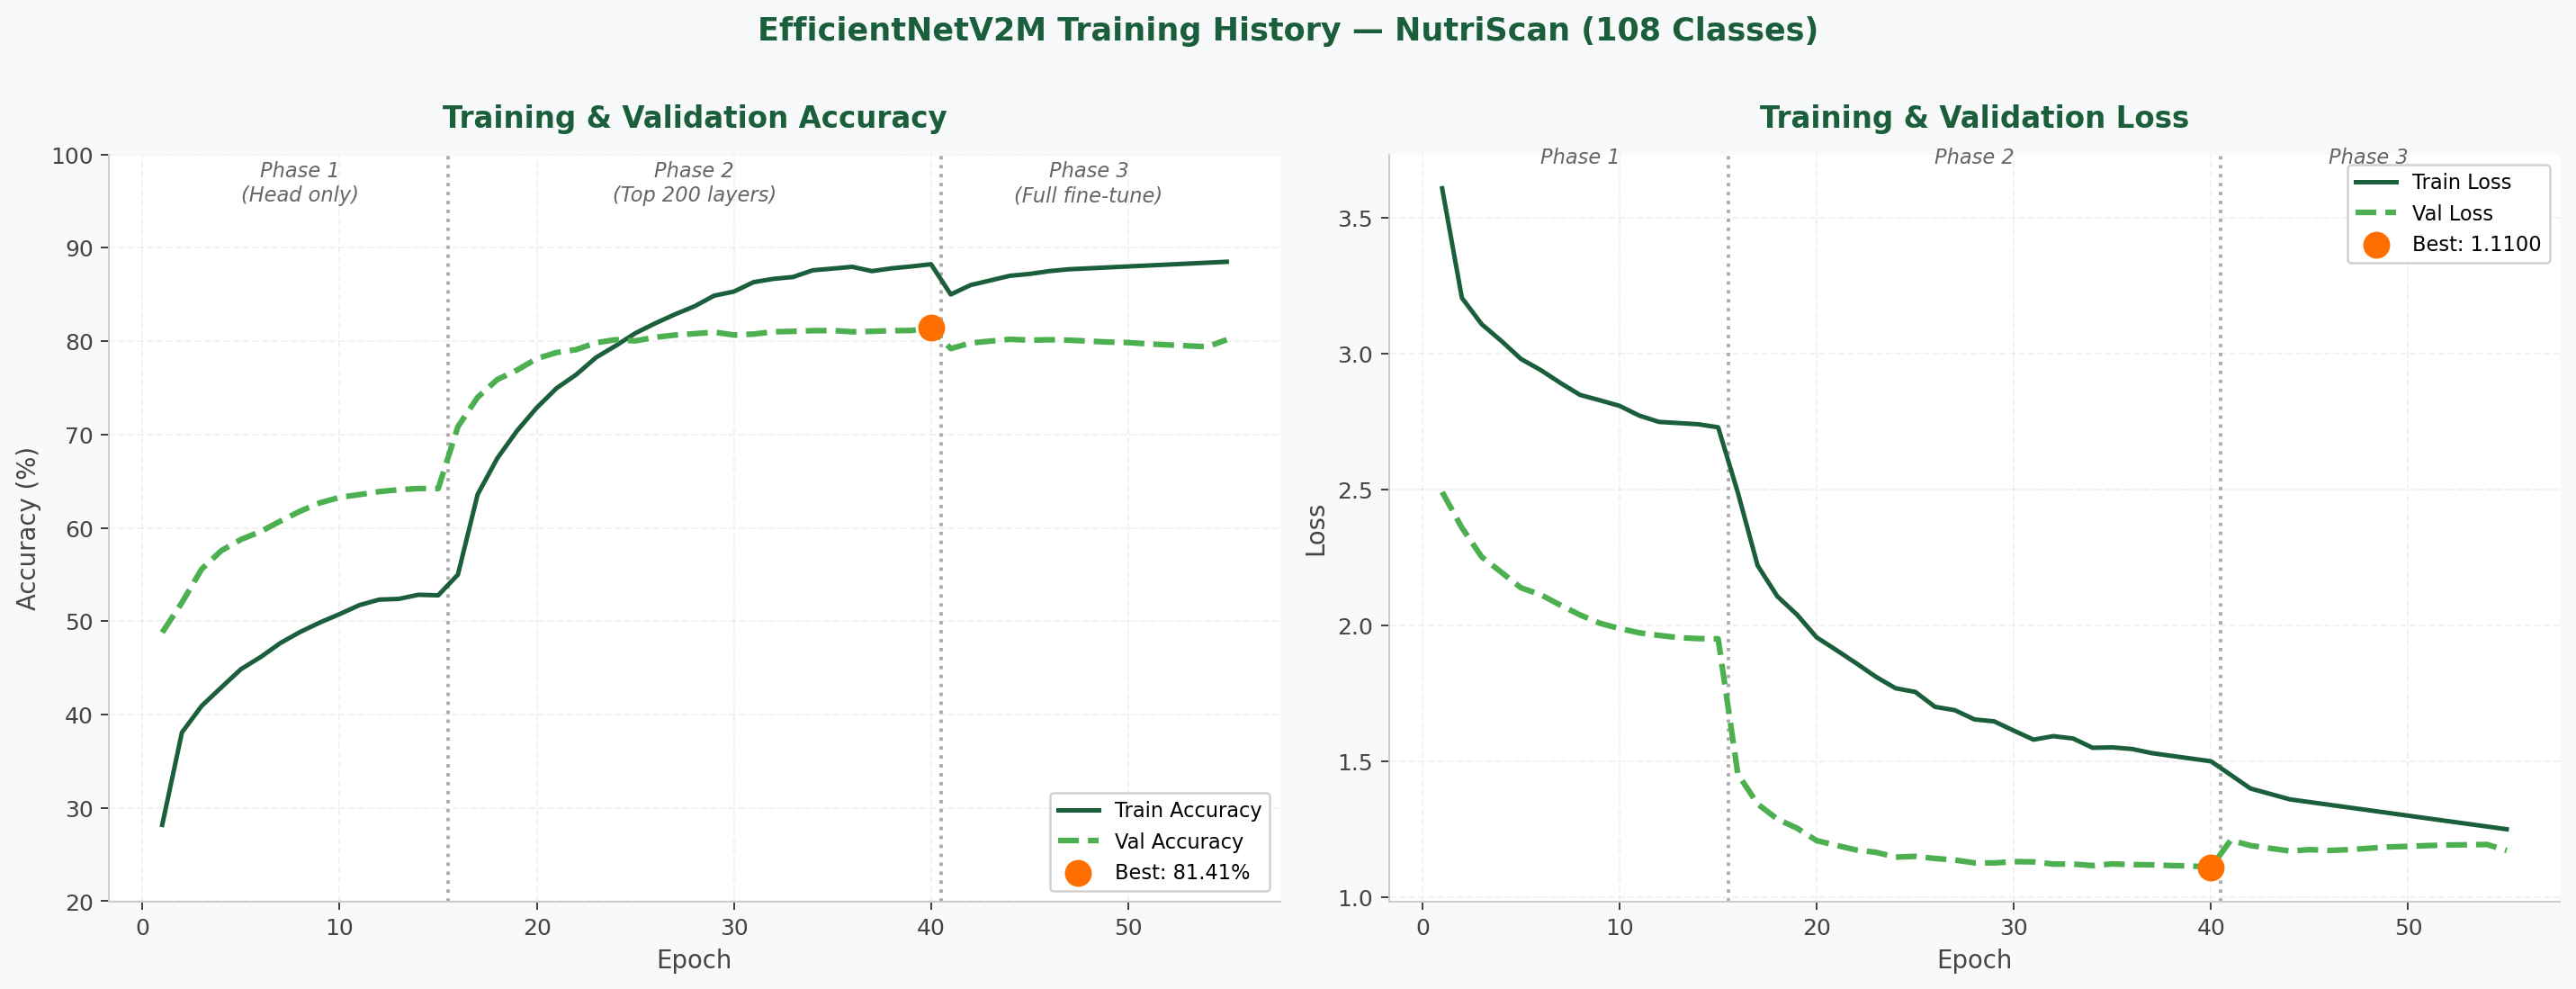 EfficientNetV2M Training History — NutriScan (108 Classes)
Training & Validation Accuracy
Phase 1
(Head only)
Phase 2
(Top 200 layers)
Phase 3
(Full fine-tune)
100
90
80
70
60
50
40
30
20
Accuracy (%)
Train Accuracy
Val Accuracy
Best: 81.41%
0
10
20
30
40
50
Epoch
Training & Validation Loss
Phase 1
Phase 2
Phase 3
Train Loss
Val Loss
Best: 1.1100
3.5
3.0
2.5
2.0
1.5
1.0
Loss
0
10
20
30
40
50
Epoch